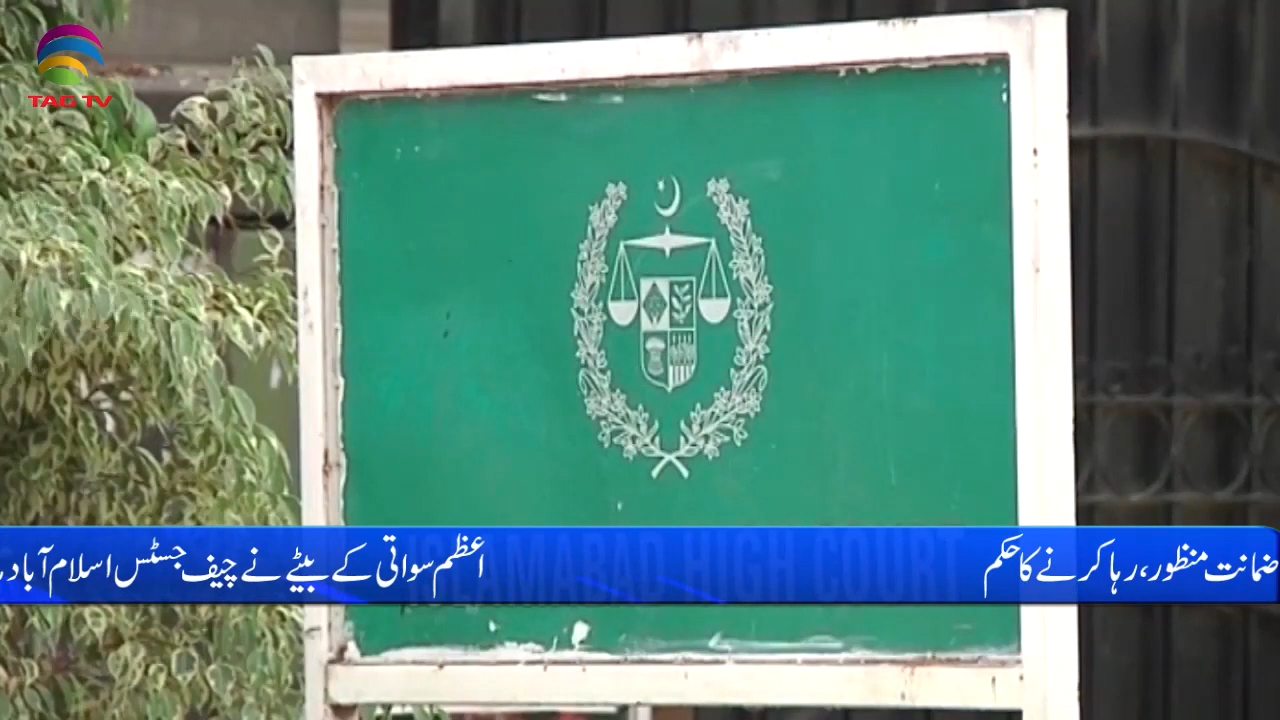 TAG TV
ضمانت منظور، رہا کرنے کا حکم
اعظم سواتی کے بیٹے نے چیف جسٹس اسلام آباد
ISLAMABAD HIGH COURT